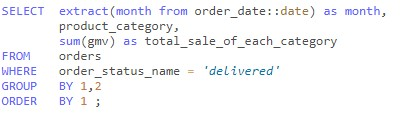 SELECT extract(month from order_date::date) as month,
product_category,
sum(gmv) as total_sale_of_each_category
FROM orders
WHERE order_status_name = 'delivered'
GROUP BY 1,2
ORDER BY 1 ;